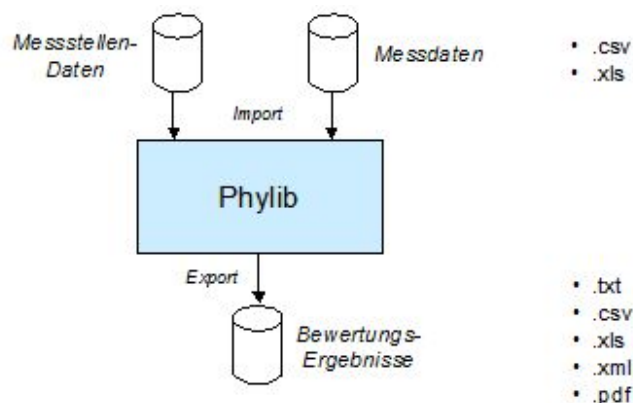 Messstellen-
Daten
Messdaten
• .csv
• .xls
Import
Phylib
Export
Bewertungs-
Ergebnisse
• .txt
• .csv
• .xls
• .xml
• .pdf